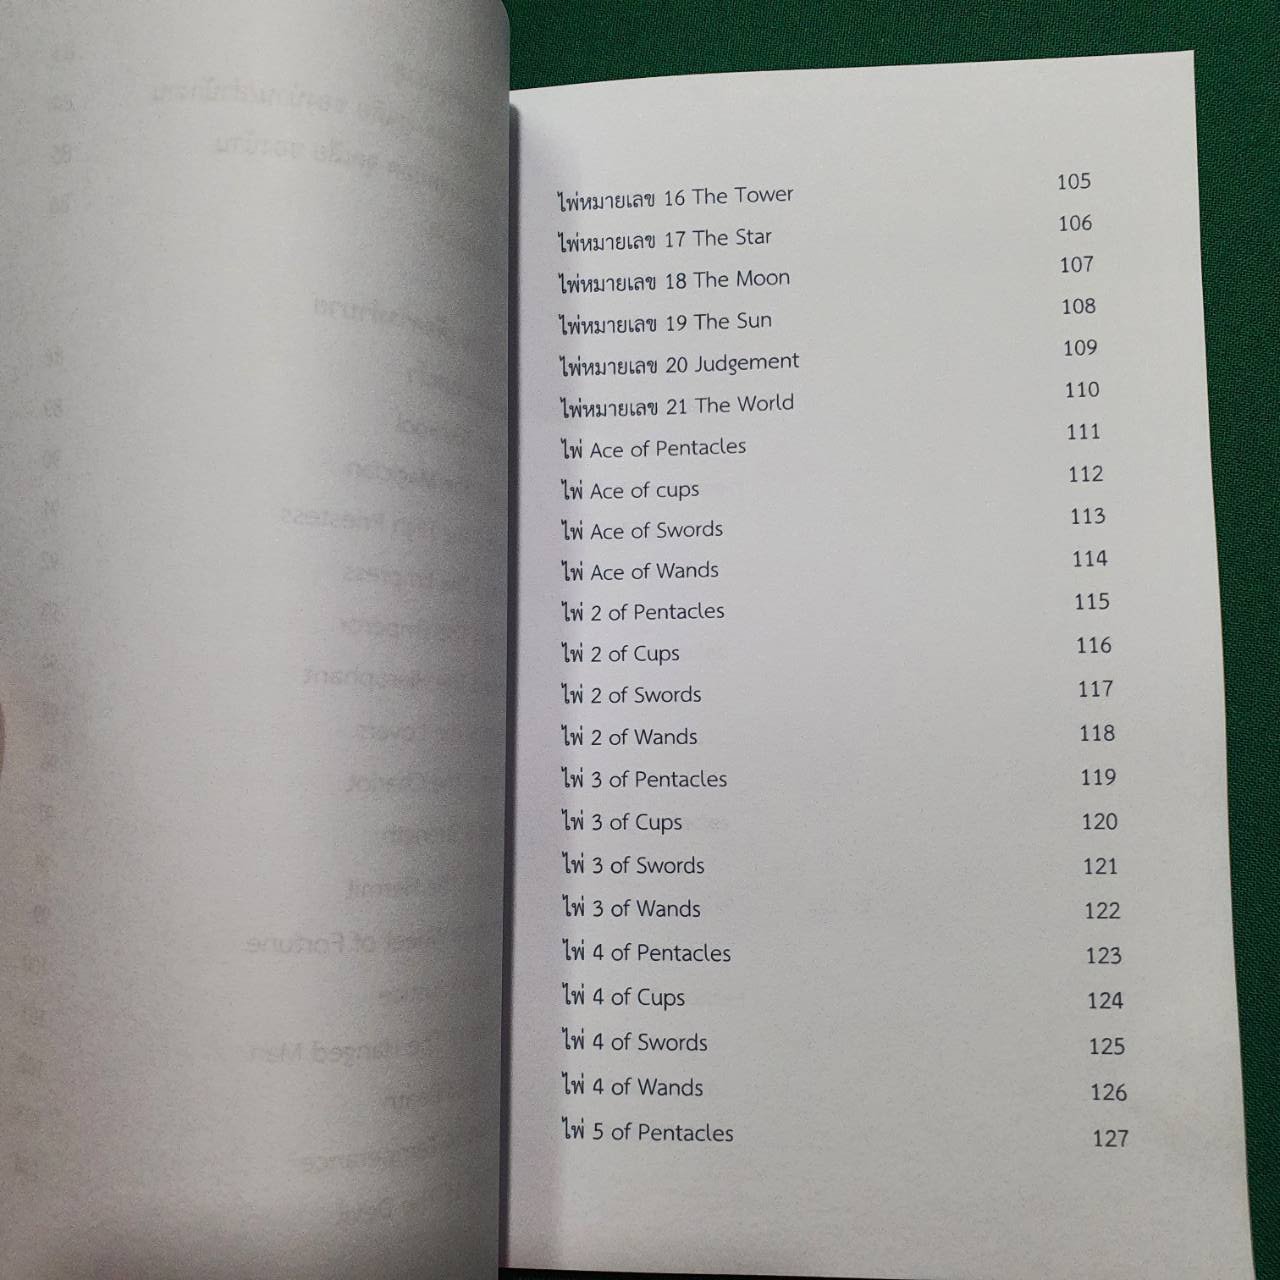 ไพ่หมายเลข 16 The Tower 105
ไพ่หมายเลข 17 The Star 106
ไพ่หมายเลข 18 The Moon 107
ไพ่หมายเลข 19 The Sun 108
ไพ่หมายเลข 20 Judgement 109
ไพ่หมายเลข 21 The World 110
ไพ่ Ace of Pentacles 111
ไพ่ Ace of cups 112
ไพ่ Ace of Swords 113
ไพ่ Ace of Wands 114
ไพ่ 2 of Pentacles 115
ไพ่ 2 of Cups 116
ไพ่ 2 of Swords 117
ไพ่ 2 of Wands 118
ไพ่ 3 of Pentacles 119
ไพ่ 3 of Cups 120
ไพ่ 3 of Swords 121
ไพ่ 3 of Wands 122
ไพ่ 4 of Pentacles 123
ไพ่ 4 of Cups 124
ไพ่ 4 of Swords 125
ไพ่ 4 of Wands 126
ไพ่ 5 of Pentacles 127